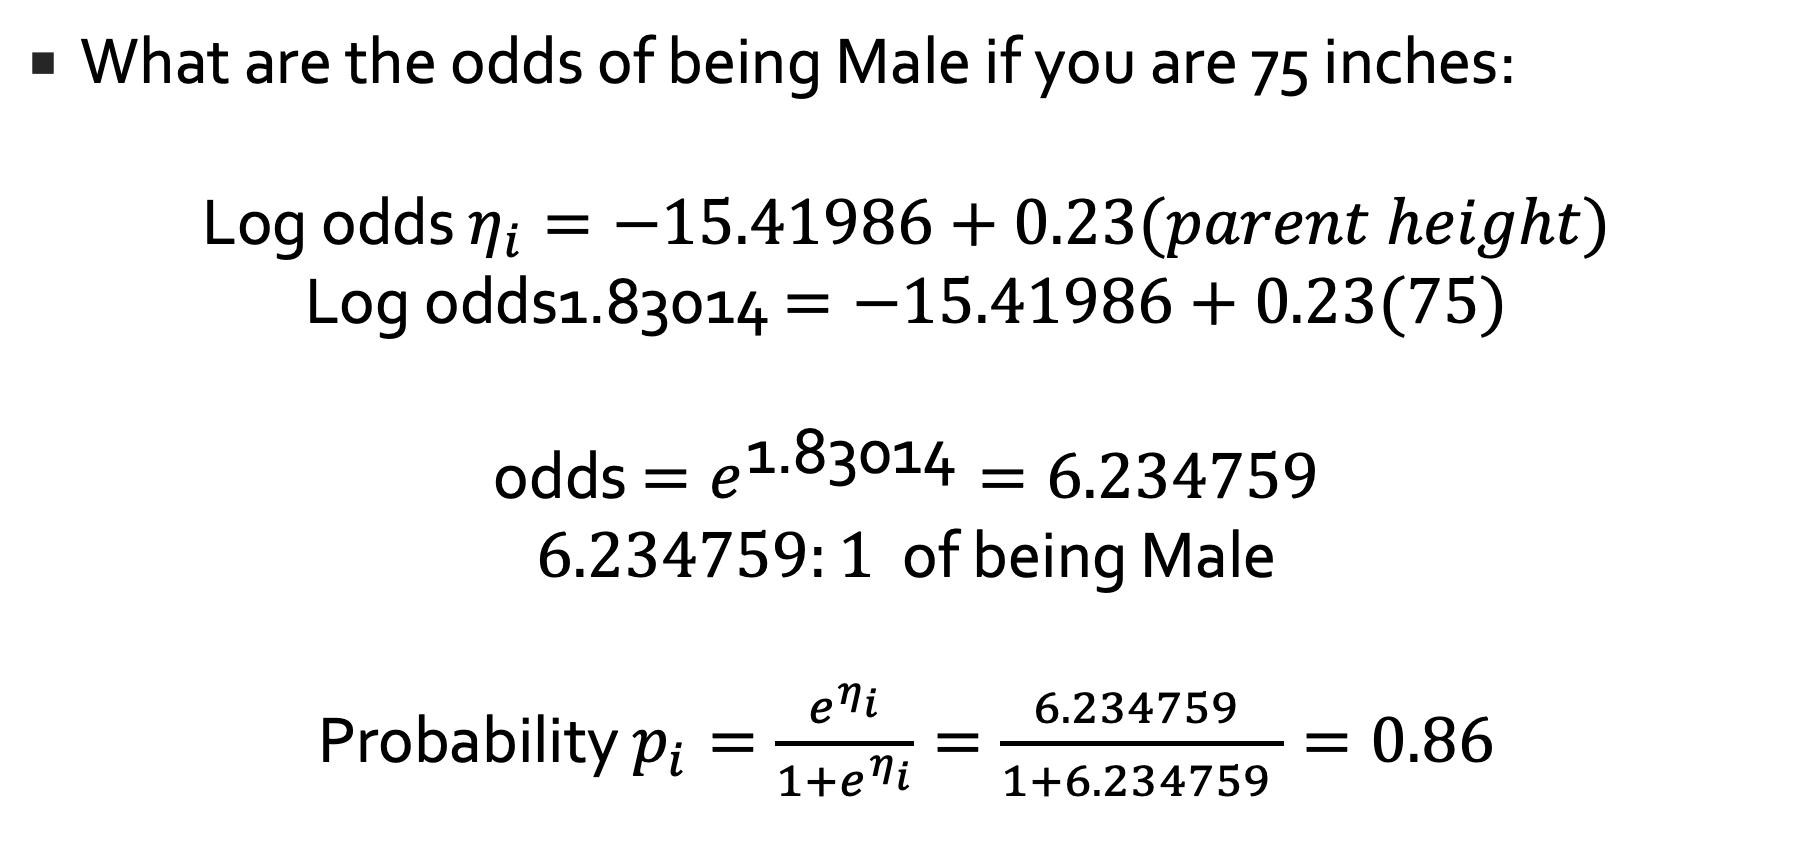 ▪ What are the odds of being Male if you are 75 inches:
Log odds ηᵢ = −15.41986 + 0.23(parent height)
Log odds1.83014 = −15.41986 + 0.23(75)
odds = e^1.83014 = 6.234759
6.234759: 1 of being Male
Probability pᵢ = e^ηᵢ / 1+e^ηᵢ = 6.234759 / 1+6.234759 = 0.86